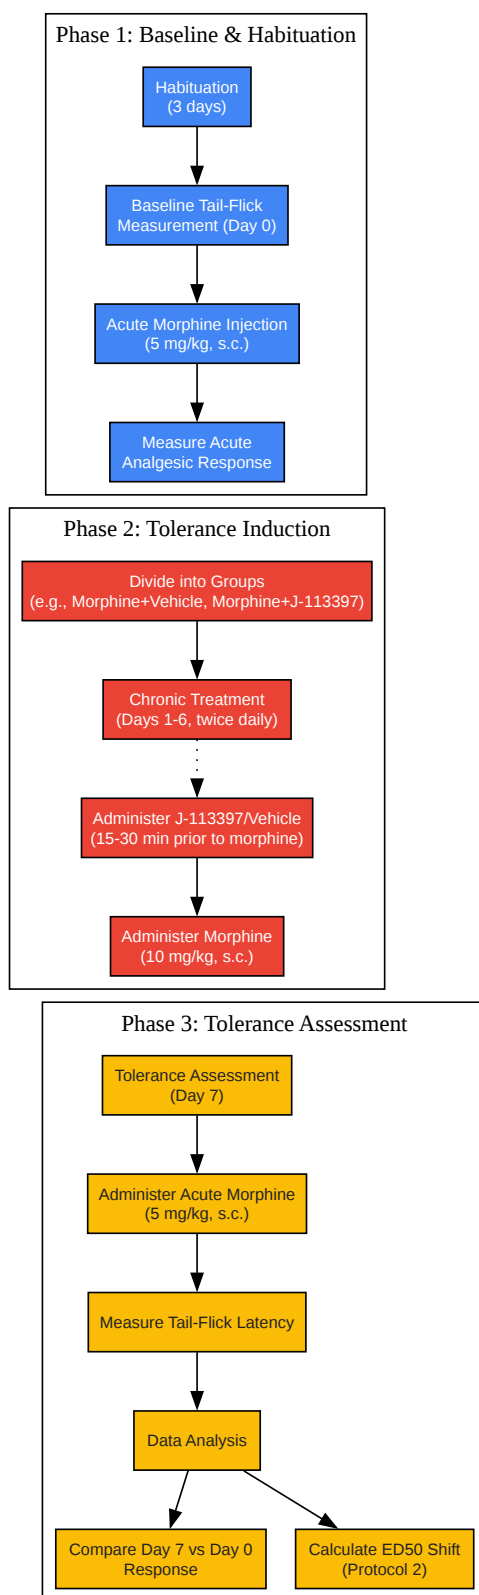 Phase 1: Baseline & Habituation
Habituation
(3 days)
Baseline Tail-Flick
Measurement (Day 0)
Acute Morphine Injection
(5 mg/kg, s.c.)
Measure Acute
Analgesic Response
Phase 2: Tolerance Induction
Divide into Groups
(e.g., Morphine+Vehicle, Morphine+J-113397)
Chronic Treatment
(Days 1-6, twice daily)
Administer J-113397/Vehicle
(15-30 min prior to morphine)
Administer Morphine
(10 mg/kg, s.c.)
Phase 3: Tolerance Assessment
Tolerance Assessment
(Day 7)
Administer Acute Morphine
(5 mg/kg, s.c.)
Measure Tail-Flick Latency
Data Analysis
Compare Day 7 vs Day 0
Response
Calculate ED50 Shift
(Protocol 2)